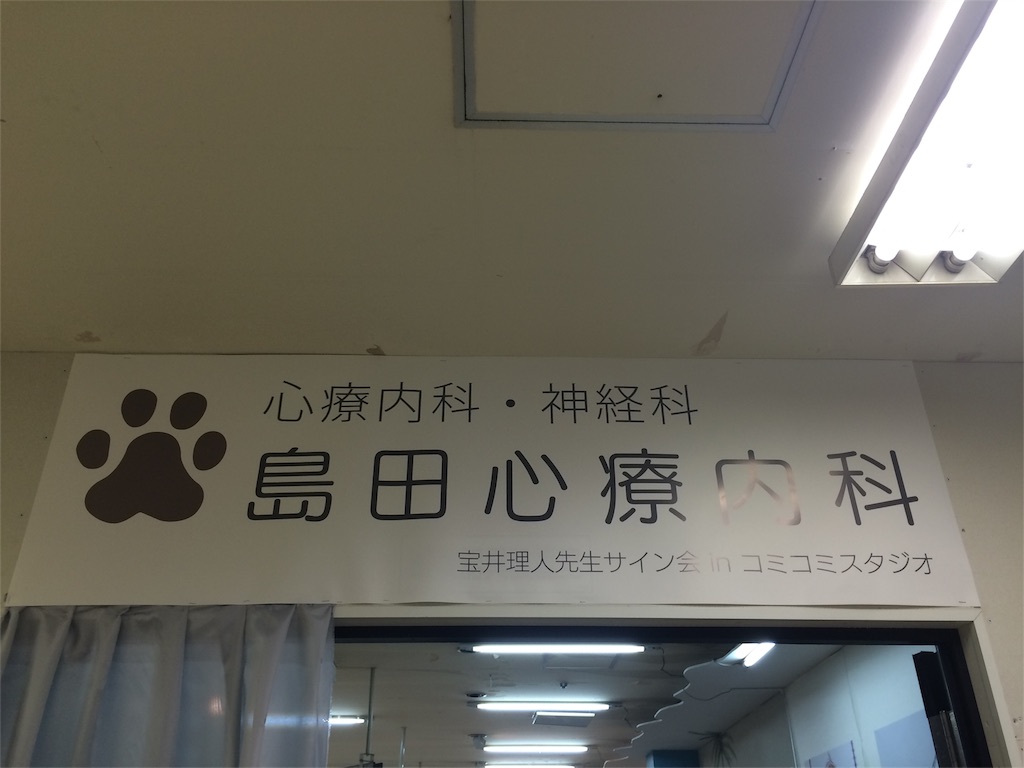 心療内科・神経科
島田心療内科
宝井理人先生サイン会 in コミコミスタジオ